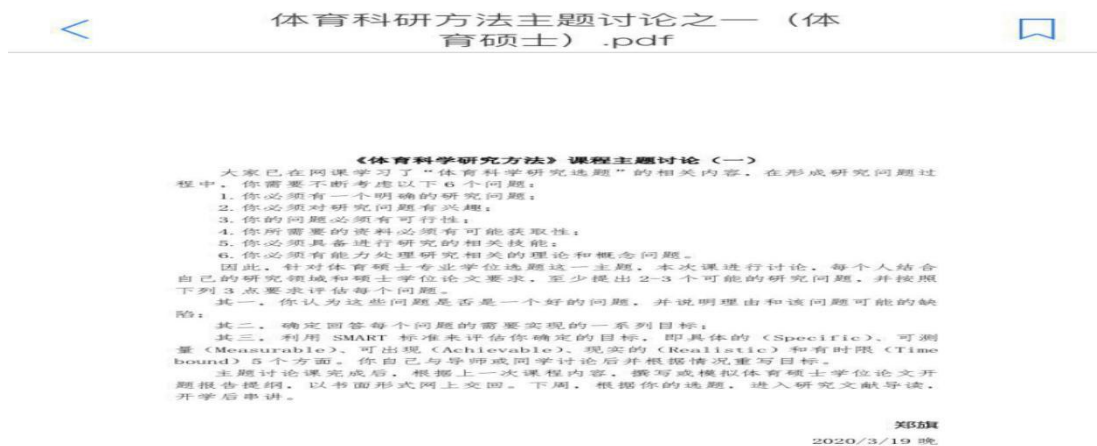 体育科研方法主题讨论之一 （体
育硕士） .pdf
《体育科学研究方法》课程主题讨论（一）
大家已在网课学习了“体育科学研究选题”的相关内容，在形成研究问题过
程中，你需要不断考虑以下 6 个问题：
1. 你必须有一个明确的研究问题；
2. 你必须对研究问题有兴趣；
3. 你的问题必须有可行性；
4. 你所需要的资料必须有可能获取性；
5. 你必须具备进行研究的相关技能；
6. 你必须有能力处理研究相关的理论和概念问题。
因此，针对体育硕士专业学位选题这一主题，本次课进行讨论，每个人结合
自己的研究领域和硕士学位论文要求，至少提出 2-3 个可能的研究问题，并按照
下列 3 点要求评估每个问题。
其一，你认为这些问题是否是一个好的问题，并说明理由和该问题可能的缺
陷；
其二，确定回答每个问题的需要实现的一系列目标；
其三，利用 SMART 标准来评估你确定的目标，即具体的（Specific）、可测
量（Measurable）、可出现（Achievable）、现实的（Realistic）和有时限（Time
bound）5 个方面。你自己与导师或同学讨论后并根据情况重写目标。
主题讨论课完成后，根据上一次课程内容，撰写或模拟体育硕士学位论文开
题报告提纲，以书面形式网上交回。下周，根据你的选题，进入研究文献导读，
开学后串讲。
郑旗
2020/3/19 晚